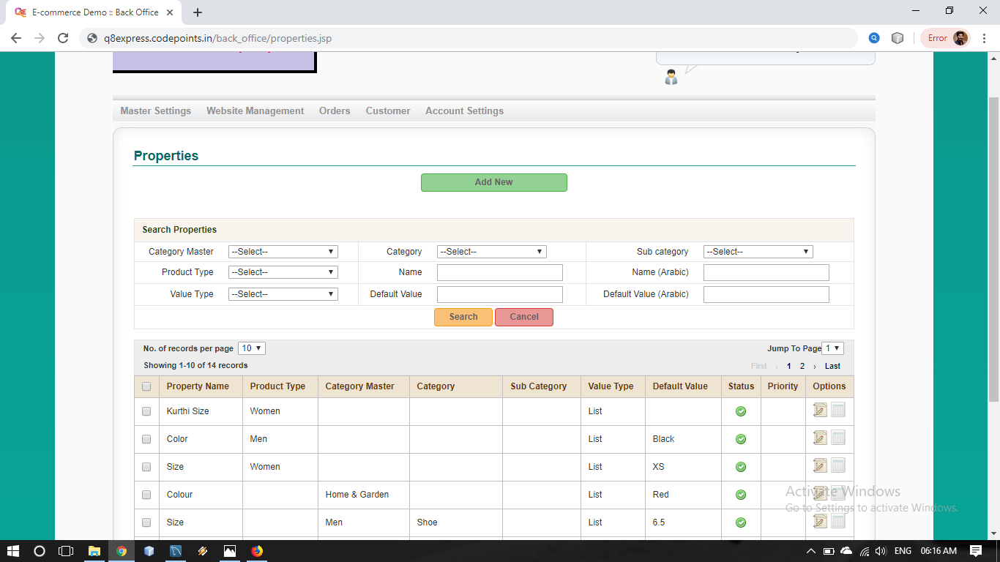 E-commerce Demo :: Back Office
q8express.codepoints.in/back_office/properties.jsp
Error
Master Settings Website Management Orders Customer Account Settings
Properties
Add New
Search Properties
Category Master --Select-- Category --Select-- Sub category --Select--
Product Type --Select-- Name Name (Arabic)
Value Type --Select-- Default Value Default Value (Arabic)
Search Cancel
No. of records per page 10 Jump To Page 1
Showing 1-10 of 14 records First ‹ 1 2 › Last
Property Name Product Type Category Master Category Sub Category Value Type Default Value Status Priority Options
Kurthi Size Women List
Color Men List Black
Size Women List XS
Colour Home & Garden List Red
Size Men Shoe List 6.5
Activate Windows
Go to Settings to activate Windows.
ENG 06:16 AM